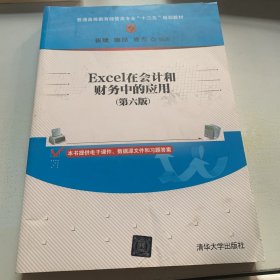 普通高等教育经管类专业“十三五”规划教材
Excel在会计和
财务中的应用
(第六版)
本书提供电子课件、数据源文件和习题答案
清华大学出版社